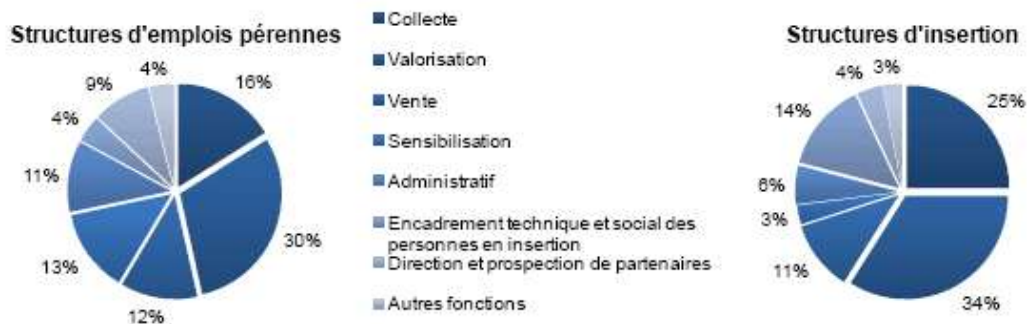 Structures d'emplois pérennes
4%
9%
16%
4%
11%
30%
13%
12%
Collecte
Valorisation
Vente
Sensibilisation
Administratif
Encadrement technique et social des
personnes en insertion
Direction et prospection de partenaires
Autres fonctions
Structures d'insertion
4%
3%
25%
14%
6%
3%
11%
34%